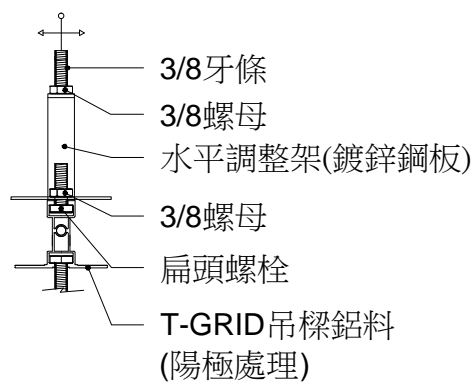 3/8牙條
3/8螺母
水平調整架(鍍鋅鋼板)
3/8螺母
扁頭螺栓
T-GRID吊樑鋁料
(陽極處理)